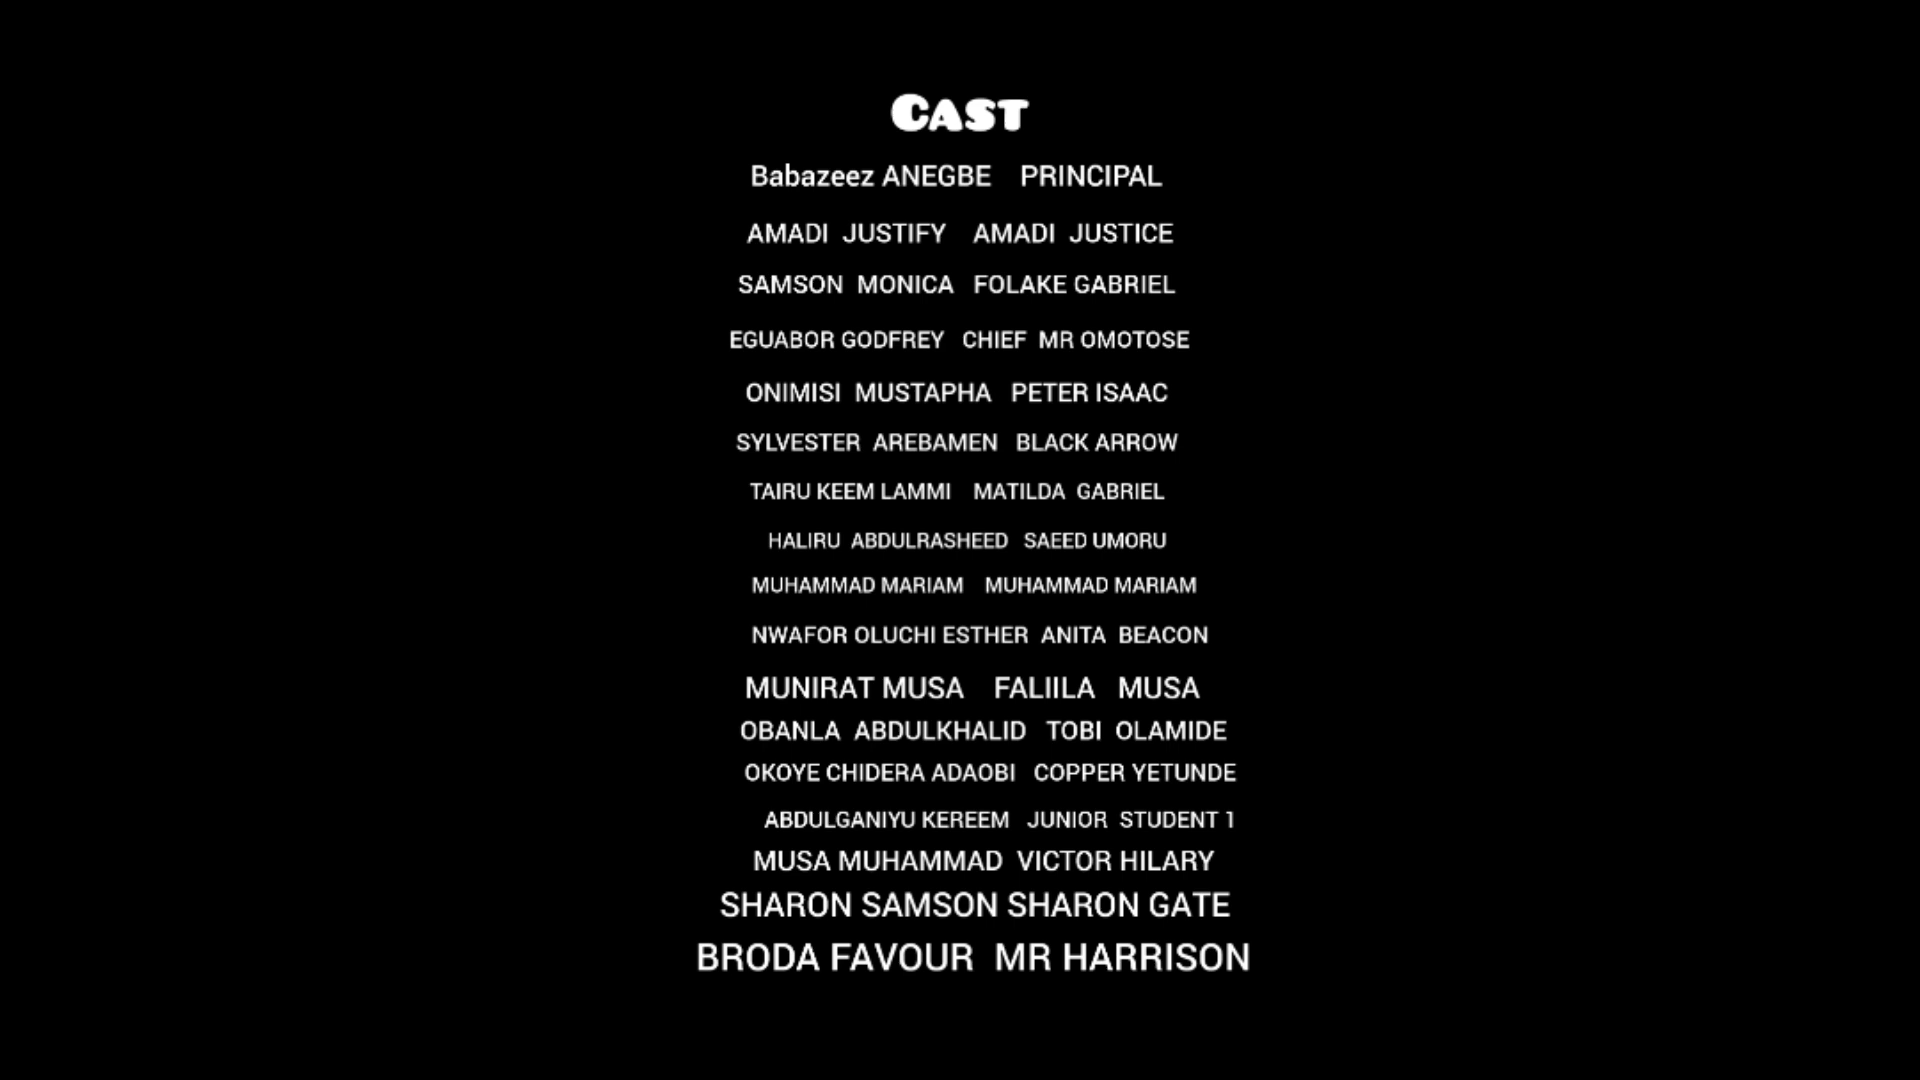 CAST
Babazeez ANEGBE PRINCIPAL
AMADI JUSTIFY AMADI JUSTICE
SAMSON MONICA FOLAKE GABRIEL
EGUABOR GODFREY CHIEF MR OMOTOSE
ONIMISI MUSTAPHA PETER ISAAC
SYLVESTER AREBAMEN BLACK ARROW
TAIRU KEEM LAMMI MATILDA GABRIEL
HALIRU ABDULRASHEED SAEED UMORU
MUHAMMAD MARIAM MUHAMMAD MARIAM
NWAFOR OLUCHI ESTHER ANITA BEACON
MUNIRAT MUSA FALIILA MUSA
OBANLA ABDULKHALID TOBI OLAMIDE
OKOYE CHIDERA ADAOBI COPPER YETUNDE
ABDULGANIYU KEREEM JUNIOR STUDENT 1
MUSA MUHAMMAD VICTOR HILARY
SHARON SAMSON SHARON GATE
BRODA FAVOUR MR HARRISON